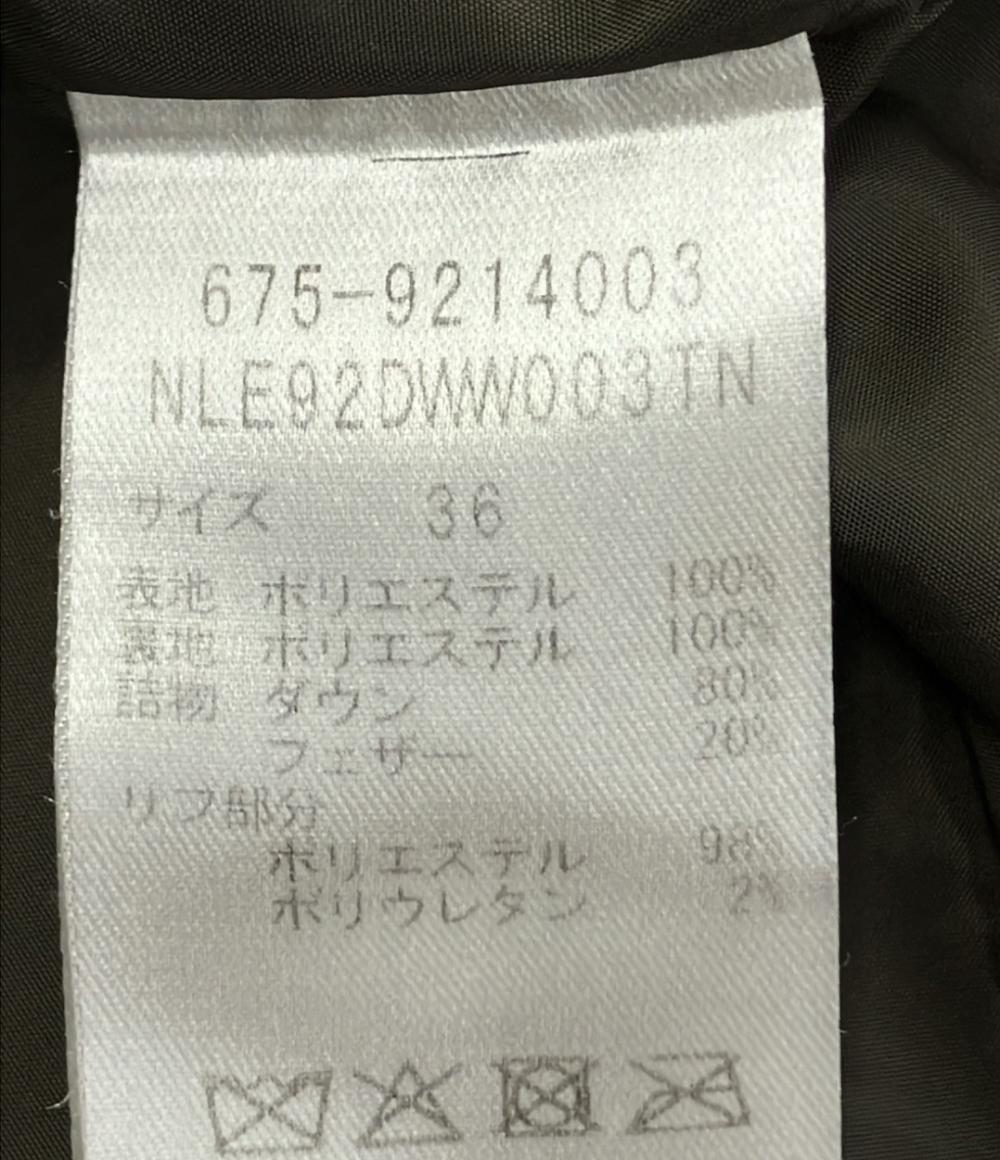 675-9214003
NLE92DWW003TN
サイズ 36
表地 ポリエステル 100%
裏地 ポリエステル 100%
詰物 ダウン 80%
フェザー 20%
リブ部分
ポリエステル 98%
ポリウレタン 2%